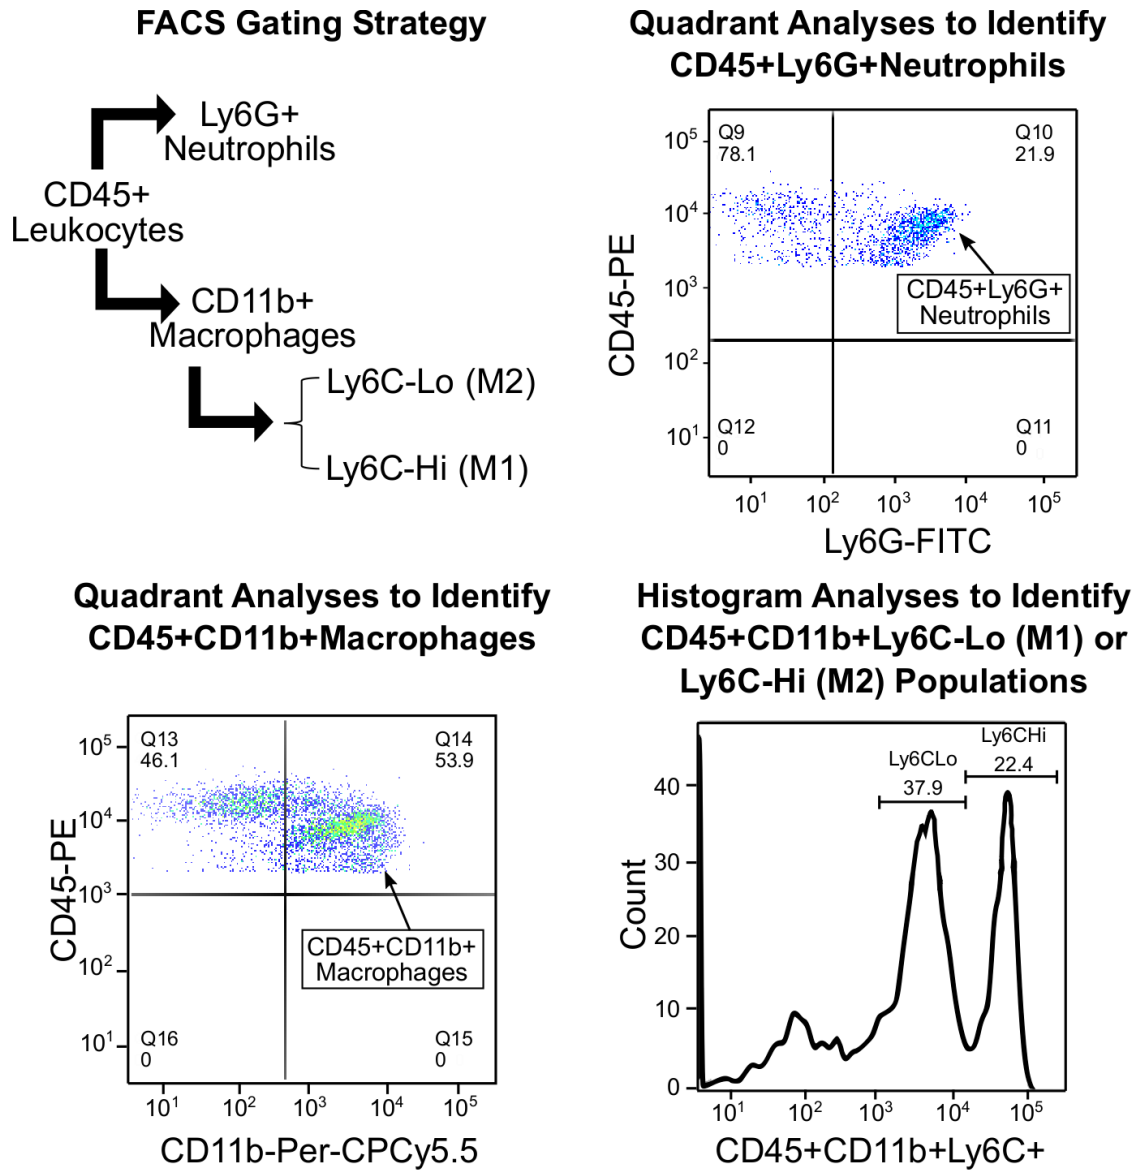 FACS Gating Strategy
Ly6G+
Neutrophils
CD45+
Leukocytes
CD11b+
Macrophages
Ly6C-Lo (M2)
Ly6C-Hi (M1)
Quadrant Analyses to Identify
CD45+Ly6G+Neutrophils
Q9
78.1
Q10
21.9
Q12
0
Q11
0
CD45+Ly6G+
Neutrophils
10⁵
10⁴
10³
10²
10¹
CD45-PE
10¹ 10² 10³ 10⁴ 10⁵
Ly6G-FITC
Quadrant Analyses to Identify
CD45+CD11b+Macrophages
Q13
46.1
Q14
53.9
Q16
0
Q15
0
CD45+CD11b+
Macrophages
10⁵
10⁴
10³
10²
10¹
CD45-PE
10¹ 10² 10³ 10⁴ 10⁵
CD11b-Per-CPCy5.5
Histogram Analyses to Identify
CD45+CD11b+Ly6C-Lo (M1) or
Ly6C-Hi (M2) Populations
Ly6CLo
37.9
Ly6CHi
22.4
40
30
20
10
0
Count
10¹ 10² 10³ 10⁴ 10⁵
CD45+CD11b+Ly6C+